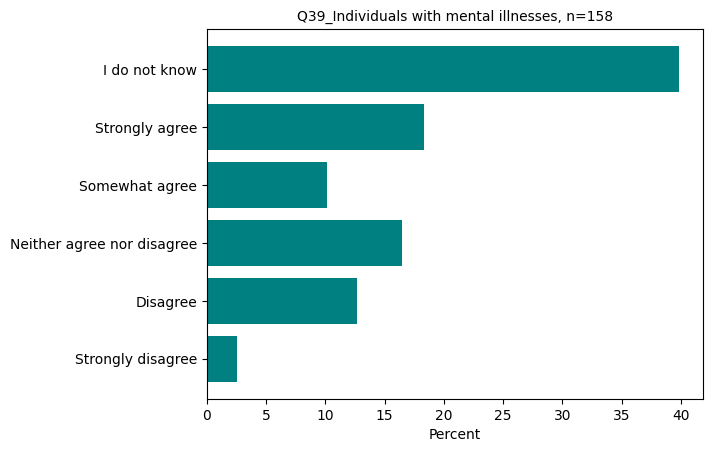 Q39_Individuals with mental illnesses, n=158
I do not know
Strongly agree
Somewhat agree
Neither agree nor disagree
Disagree
Strongly disagree
0 5 10 15 20 25 30 35 40
Percent